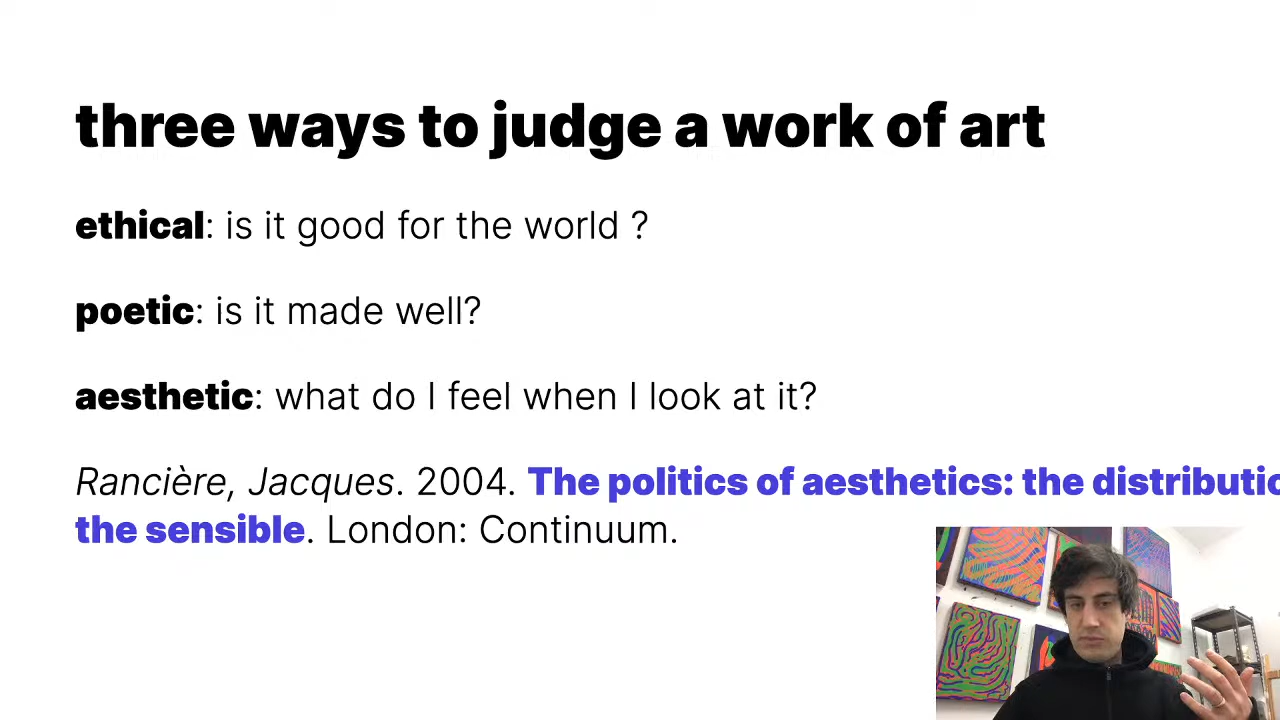 three ways to judge a work of art
ethical: is it good for the world ?
poetic: is it made well?
aesthetic: what do I feel when I look at it?
Rancière, Jacques. 2004. The politics of aesthetics: the distributio
the sensible. London: Continuum.